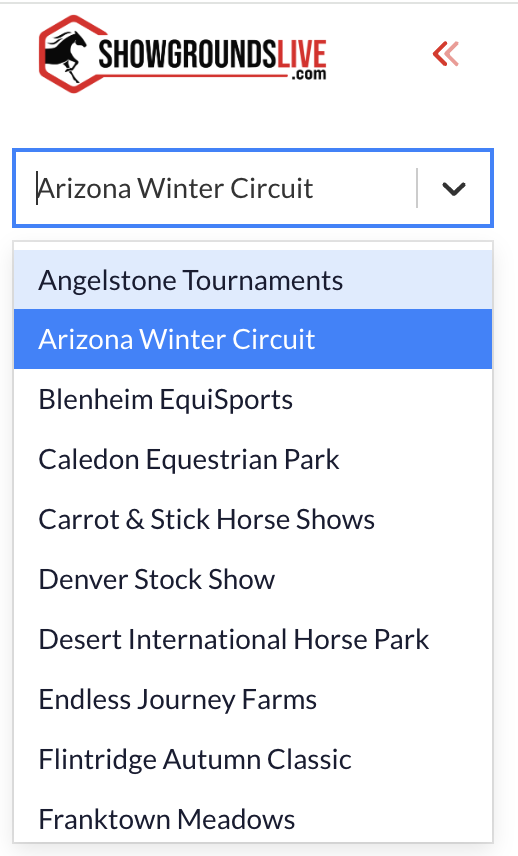 SHOWGROUNDSLIVE
.com
Arizona Winter Circuit
Angelstone Tournaments
Arizona Winter Circuit
Blenheim EquiSports
Caledon Equestrian Park
Carrot & Stick Horse Shows
Denver Stock Show
Desert International Horse Park
Endless Journey Farms
Flintridge Autumn Classic
Franktown Meadows